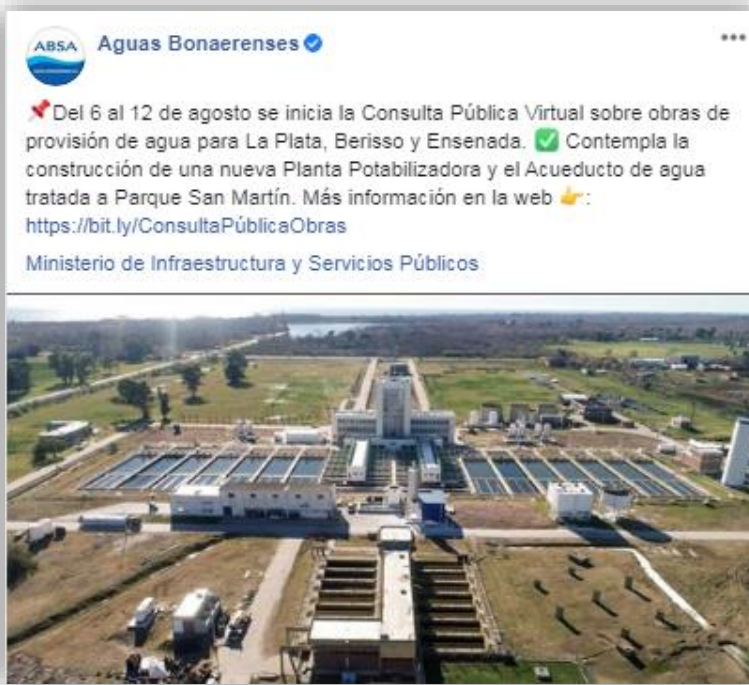 ABSA
Aguas Bonaerenses
📌Del 6 al 12 de agosto se inicia la Consulta Pública Virtual sobre obras de
provisión de agua para La Plata, Berisso y Ensenada. ✅ Contempla la
construcción de una nueva Planta Potabilizadora y el Acueducto de agua
tratada a Parque San Martín. Más información en la web 👉:
https://bit.ly/ConsultaPúblicaObras
Ministerio de Infraestructura y Servicios Públicos